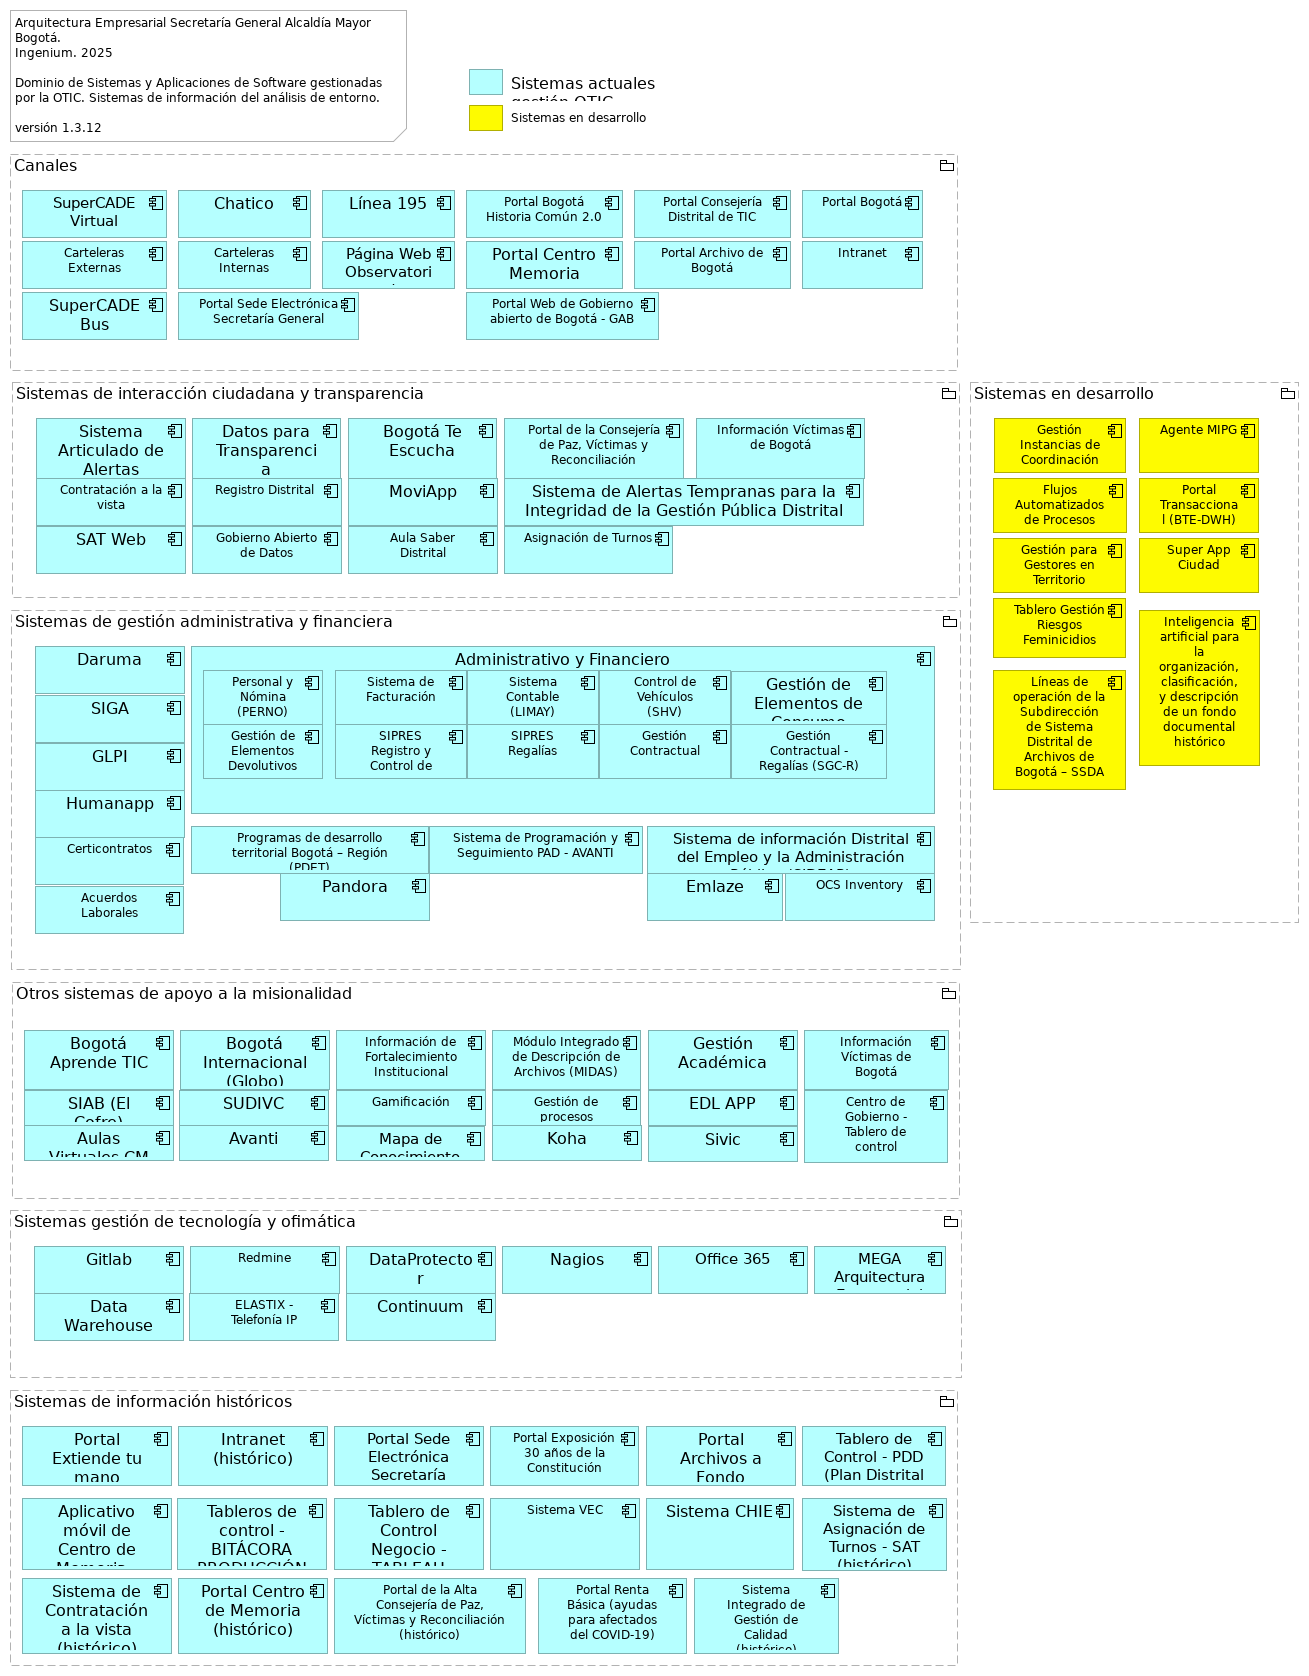 Arquitectura Empresarial Secretaría General Alcaldía Mayor
Bogotá.
Ingenium. 2025
Dominio de Sistemas y Aplicaciones de Software gestionadas
por la OTIC. Sistemas de información del análisis de entorno.
versión 1.3.12
Sistemas actuales
gestión OTIC
Sistemas en desarrollo
Canales
SuperCADE
Virtual
Chatico
Línea 195
Portal Bogotá
Historia Común 2.0
Portal Consejería
Distrital de TIC
Portal Bogotá
Carteleras
Externas
Carteleras
Internas
Página Web
Observatori
Portal Centro
Memoria
Portal Archivo de
Bogotá
Intranet
SuperCADE
Bus
Portal Sede Electrónica
Secretaría General
Portal Web de Gobierno
abierto de Bogotá - GAB
Sistemas de interacción ciudadana y transparencia
Sistema
Articulado de
Alertas
Datos para
Transparenci
a
Bogotá Te
Escucha
Portal de la Consejería
de Paz, Víctimas y
Reconciliación
Información Víctimas
de Bogotá
Contratación a la
vista
Registro Distrital
MoviApp
Sistema de Alertas Tempranas para la
Integridad de la Gestión Pública Distrital
SAT Web
Gobierno Abierto
de Datos
Aula Saber
Distrital
Asignación de Turnos
Sistemas en desarrollo
Gestión
Instancias de
Coordinación
Agente MIPG
Flujos
Automatizados
de Procesos
Portal
Transacciona
l (BTE-DWH)
Gestión para
Gestores en
Territorio
Super App
Ciudad
Tablero Gestión
Riesgos
Feminicidios
Inteligencia
artificial para
la
organización,
clasificación,
y descripción
de un fondo
documental
histórico
Líneas de
operación de la
Subdirección
de Sistema
Distrital de
Archivos de
Bogotá – SSDA
Sistemas de gestión administrativa y financiera
Daruma
SIGA
GLPI
Humanapp
Certicontratos
Acuerdos
Laborales
Administrativo y Financiero
Personal y
Nómina
(PERNO)
Sistema de
Facturación
Sistema
Contable
(LIMAY)
Control de
Vehículos
(SHV)
Gestión de
Elementos de
Consumo
Gestión de
Elementos
Devolutivos
SIPRES
Registro y
Control de
SIPRES
Regalías
Gestión
Contractual
Gestión
Contractual -
Regalías (SGC-R)
Programas de desarrollo
territorial Bogotá – Región
(PDET)
Sistema de Programación y
Seguimiento PAD - AVANTI
Sistema de información Distrital
del Empleo y la Administración
Pandora
Emlaze
OCS Inventory
Otros sistemas de apoyo a la misionalidad
Bogotá
Aprende TIC
Bogotá
Internacional
(Globo)
Información de
Fortalecimiento
Institucional
Módulo Integrado
de Descripción de
Archivos (MIDAS)
Gestión
Académica
Información
Víctimas de
Bogotá
SIAB (El
Cofre)
SUDIVC
Gamificación
Gestión de
procesos
EDL APP
Centro de
Gobierno -
Tablero de
control
Aulas
Virtuales CM
Avanti
Mapa de
Conocimiento
Koha
Sivic
Sistemas gestión de tecnología y ofimática
Gitlab
Redmine
DataProtecto
r
Nagios
Office 365
MEGA
Arquitectura
Data
Warehouse
ELASTIX -
Telefonía IP
Continuum
Sistemas de información históricos
Portal
Extiende tu
mano
Intranet
(histórico)
Portal Sede
Electrónica
Secretaría
Portal Exposición
30 años de la
Constitución
Portal
Archivos a
Fondo
Tablero de
Control - PDD
(Plan Distrital
Aplicativo
móvil de
Centro de
Memoria
Tableros de
control -
BITÁCORA
PRODUCCIÓN
Tablero de
Control
Negocio -
TABLEAU
Sistema VEC
Sistema CHIE
Sistema de
Asignación de
Turnos - SAT
(histórico)
Sistema de
Contratación
a la vista
(histórico)
Portal Centro
de Memoria
(histórico)
Portal de la Alta
Consejería de Paz,
Víctimas y Reconciliación
(histórico)
Portal Renta
Básica (ayudas
para afectados
del COVID-19)
Sistema
Integrado de
Gestión de
Calidad
(histórico)